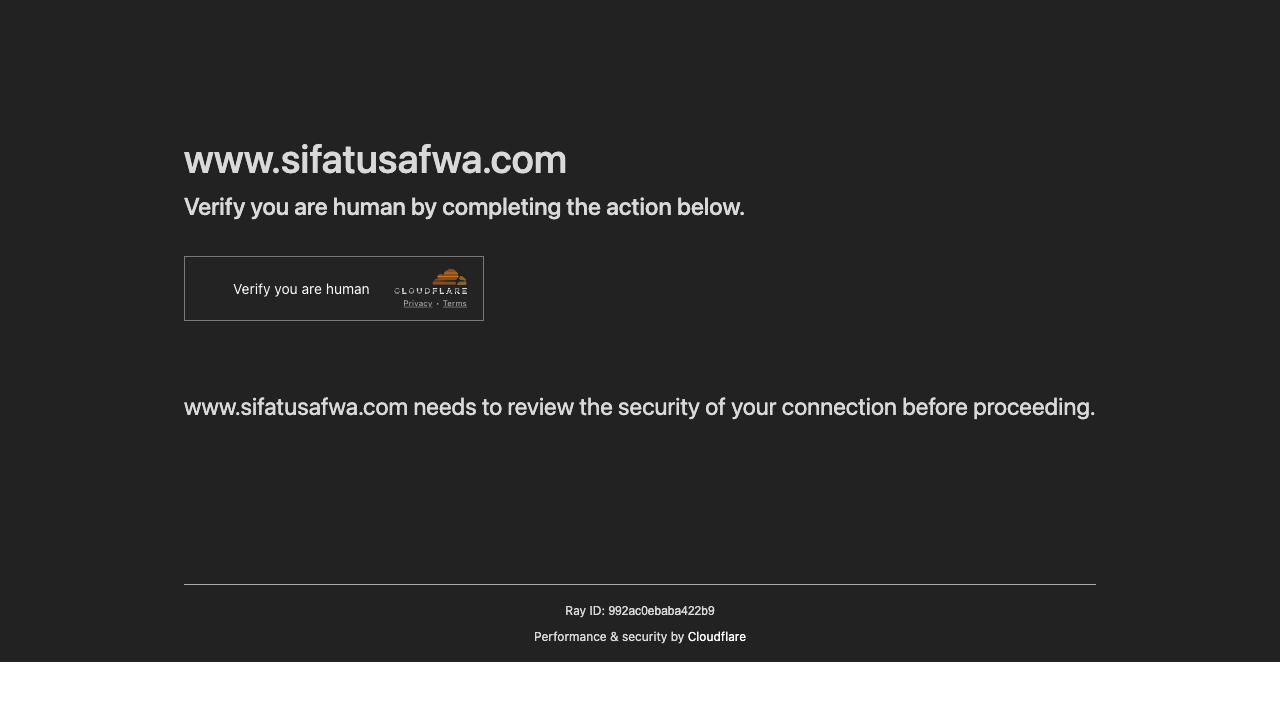 www.sifatusafwa.com
Verify you are human by completing the action below.
Verify you are human
CLOUDFLARE
Privacy • Terms
www.sifatusafwa.com needs to review the security of your connection before proceeding.
Ray ID: 992ac0ebaba422b9
Performance & security by Cloudflare